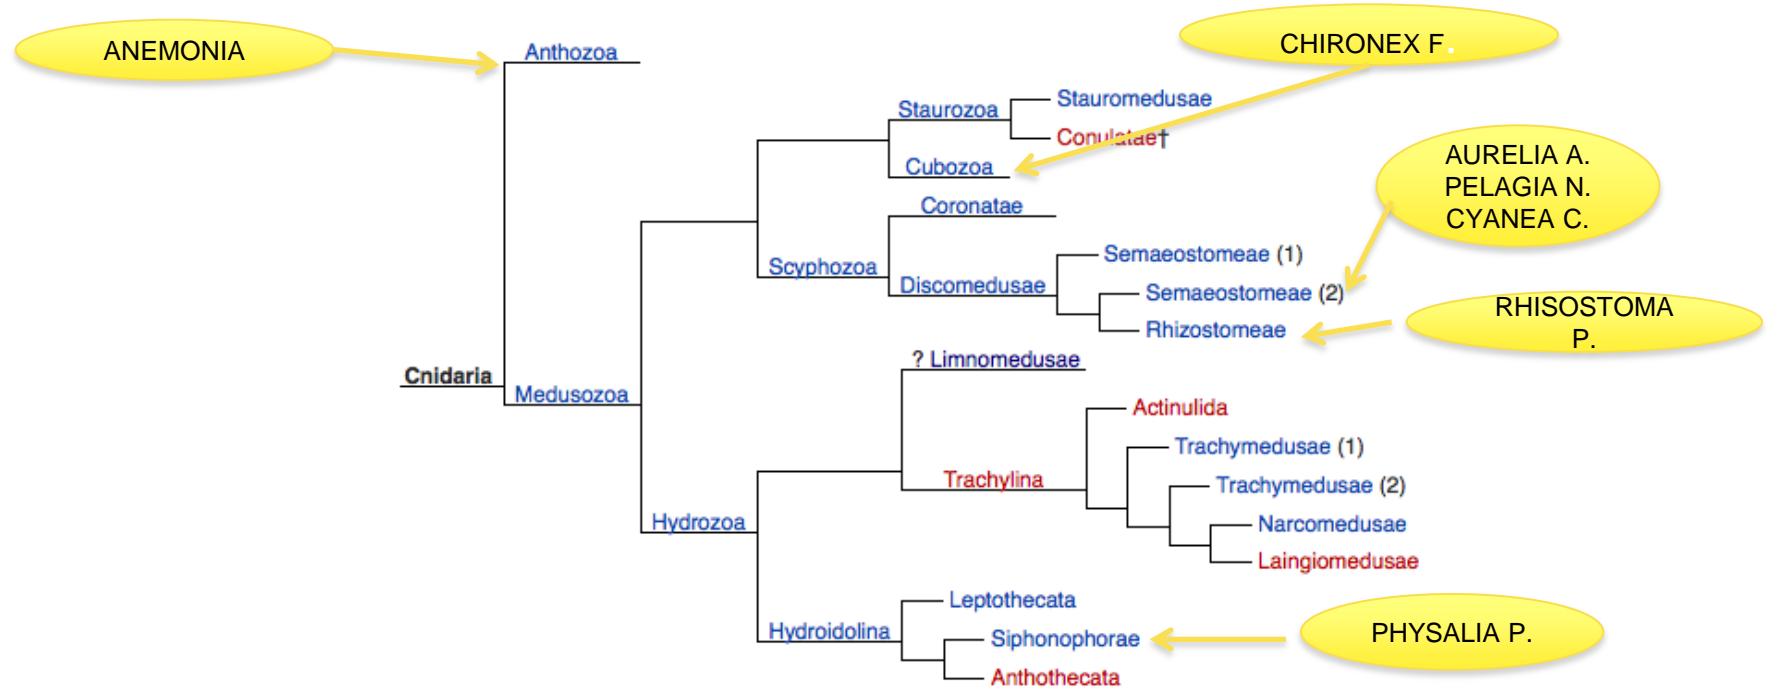 ANEMONIA
Anthozoa
CHIRONEX F.
Staurozoa
Stauromedusae
Conulatae†
Cubozoa
AURELIA A.
PELAGIA N.
CYANEA C.
Coronatae
Scyphozoa
Discomedusae
Semaeostomeae (1)
Semaeostomeae (2)
Rhizostomeae
RHISOSTOMA
P.
Cnidaria
Medusozoa
? Limnomedusae
Actinulida
Trachymedusae (1)
Trachylina
Trachymedusae (2)
Narcomedusae
Laingiomedusae
Hydrozoa
Leptothecata
Hydroidolina
Siphonophorae
Anthothecata
PHYSALIA P.